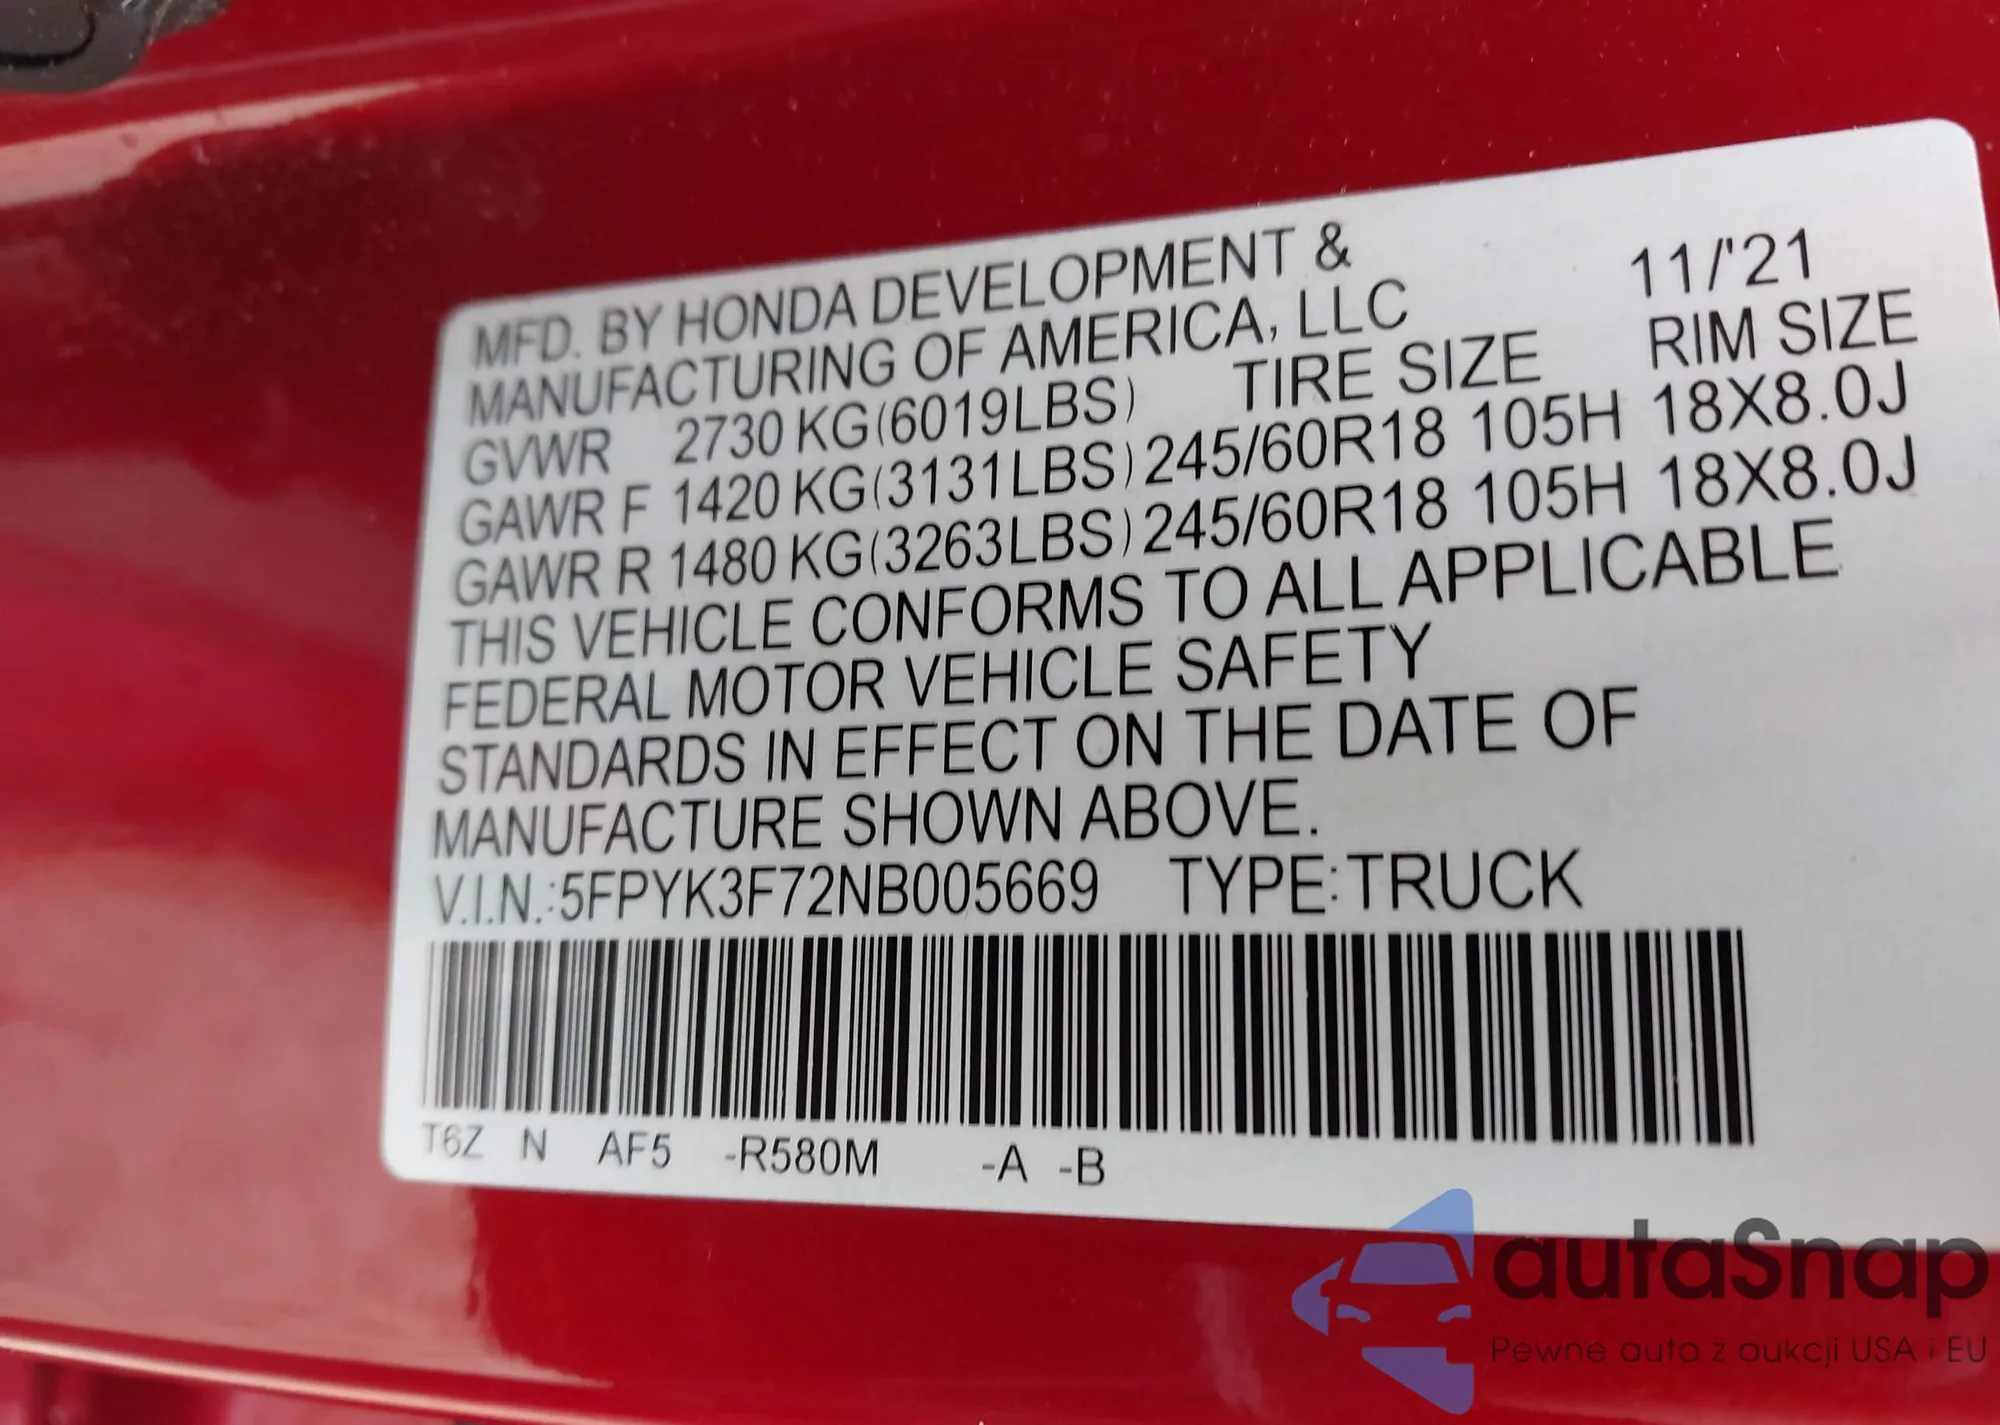 MFD. BY HONDA DEVELOPMENT &
MANUFACTURING OF AMERICA, LLC 11/'21
GVWR 2730 KG(6019LBS) TIRE SIZE RIM SIZE
GAWR F 1420 KG(3131LBS) 245/60R18 105H 18X8.0J
GAWR R 1480 KG(3263LBS) 245/60R18 105H 18X8.0J
THIS VEHICLE CONFORMS TO ALL APPLICABLE
FEDERAL MOTOR VEHICLE SAFETY
STANDARDS IN EFFECT ON THE DATE OF
MANUFACTURE SHOWN ABOVE.
V.I.N.:5FPYK3F72NB005669 TYPE:TRUCK
T6Z N AF5 -R580M -A -B
autaSnap
Pewne auta z aukcji USA i EU